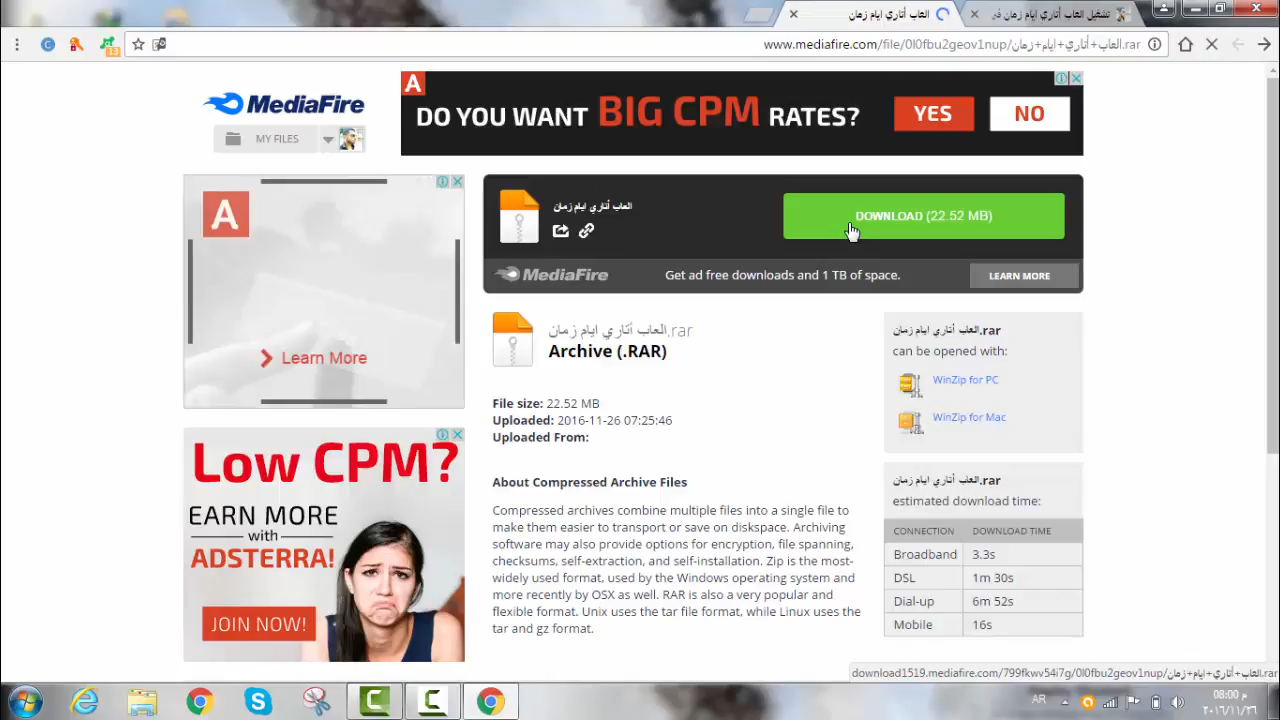 العاب أتاري ايام زمان
تشغيل العاب أتاري ايام زمان في
www.mediafire.com/file/0l0fbu2geov1nup/العاب+أتاري+ايام+زمان.rar
13
MediaFire
MY FILES
A
DO YOU WANT BIG CPM RATES?
YES
NO
A
Learn More
العاب أتاري ايام زمان
DOWNLOAD (22.52 MB)
MediaFire
Get ad free downloads and 1 TB of space.
LEARN MORE
العاب أتاري ايام زمان.rar
Archive (.RAR)
File size: 22.52 MB
Uploaded: 2016-11-26 07:25:46
Uploaded From:
About Compressed Archive Files
Compressed archives combine multiple files into a single file to
make them easier to transport or save on diskspace. Archiving
software may also provide options for encryption, file spanning,
checksums, self-extraction, and self-installation. Zip is the most-
widely used format, used by the Windows operating system and
more recently by OSX as well. RAR is also a very popular and
flexible format. Unix uses the tar file format, while Linux uses the
tar and gz format.
العاب أتاري ايام زمان.rar
can be opened with:
WinZip for PC
WinZip for Mac
العاب أتاري ايام زمان.rar
estimated download time:
CONNECTION DOWNLOAD TIME
Broadband 3.3s
DSL 1m 30s
Dial-up 6m 52s
Mobile 16s
Low CPM?
EARN MORE
with
ADSTERRA!
JOIN NOW!
download1519.mediafire.com/799fkwv54i7g/0l0fbu2geov1nup/العاب+أتاري+ايام+زمان.rar
AR
08:00 م
٢٠١٦/١١/٢٦